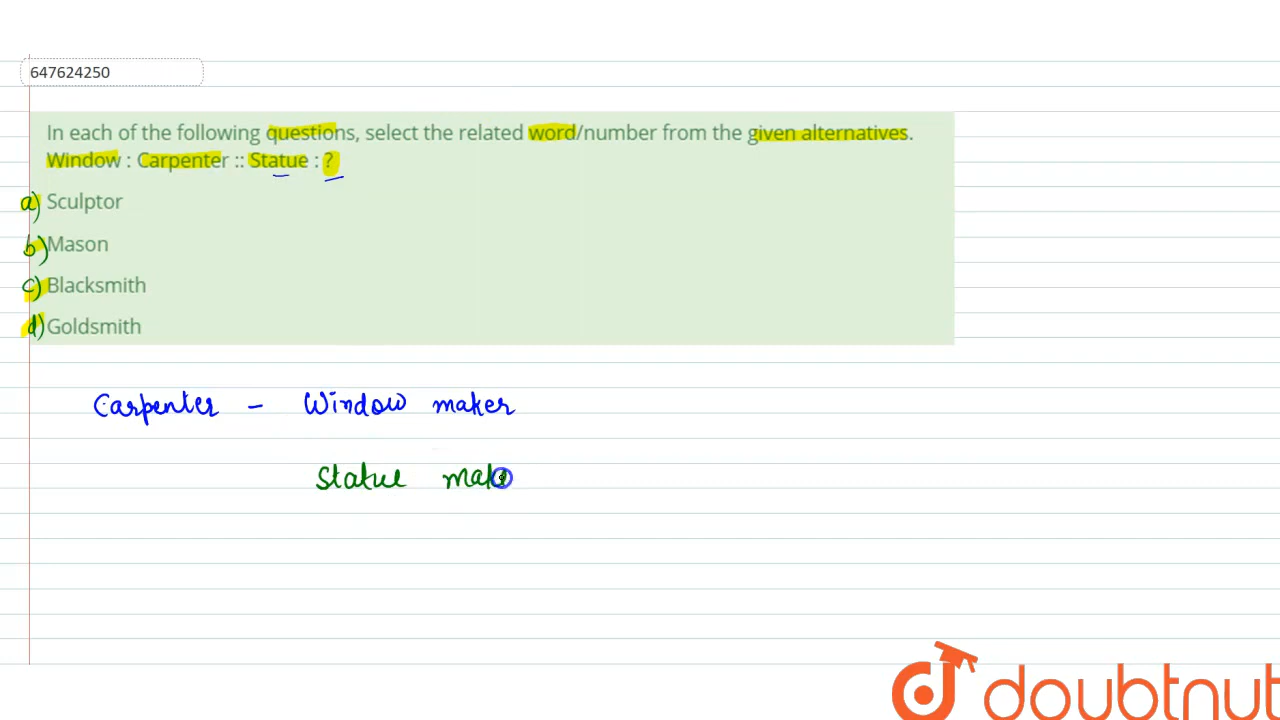 647624250
In each of the following questions, select the related word/number from the given alternatives.
Window : Carpenter :: Statue : ?
a) Sculptor
b) Mason
c) Blacksmith
d) Goldsmith
Carpenter - Window maker
Statue make
doubtnut